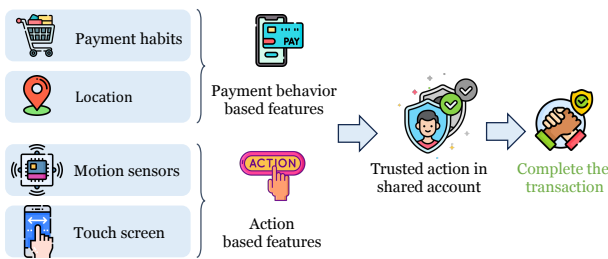 Payment habits
Location
PAY
Payment behavior
based features
Motion sensors
Touch screen
ACTION
Action
based features
Trusted action in
shared account
Complete the
transaction